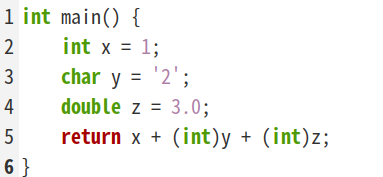 1 int main() {
2     int x = 1;
3     char y = '2';
4     double z = 3.0;
5     return x + (int)y + (int)z;
6 }